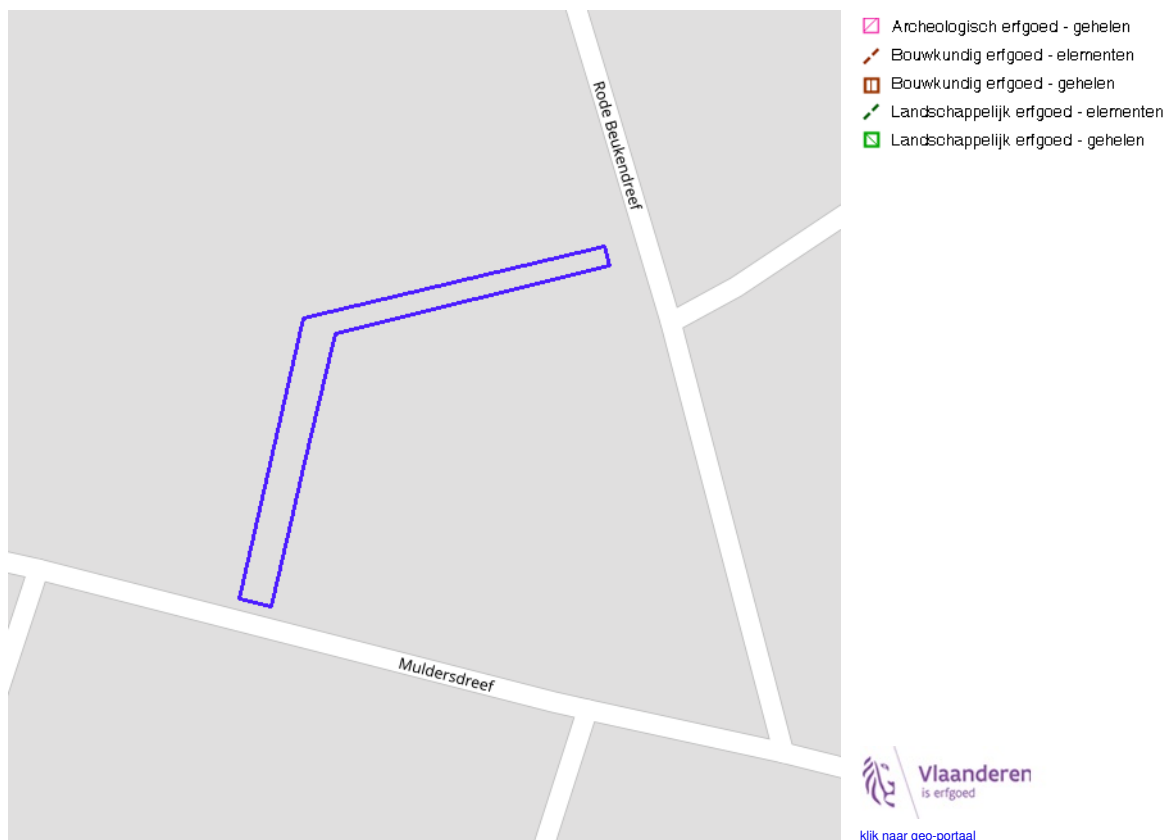 Rode Beukendreef
Muldersdreef
Archeologisch erfgoed - gehelen
Bouwkundig erfgoed - elementen
Bouwkundig erfgoed - gehelen
Landschappelijk erfgoed - elementen
Landschappelijk erfgoed - gehelen
Vlaanderen
is erfgoed
klik naar geo-portaal